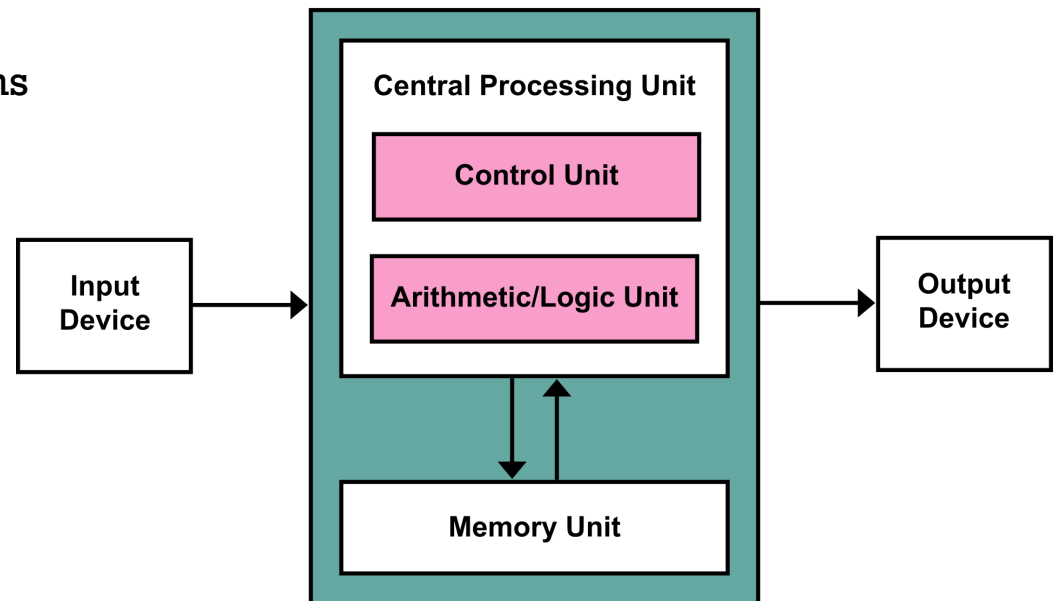 Central Processing Unit
Control Unit
Arithmetic/Logic Unit
Input
Device
Output
Device
Memory Unit